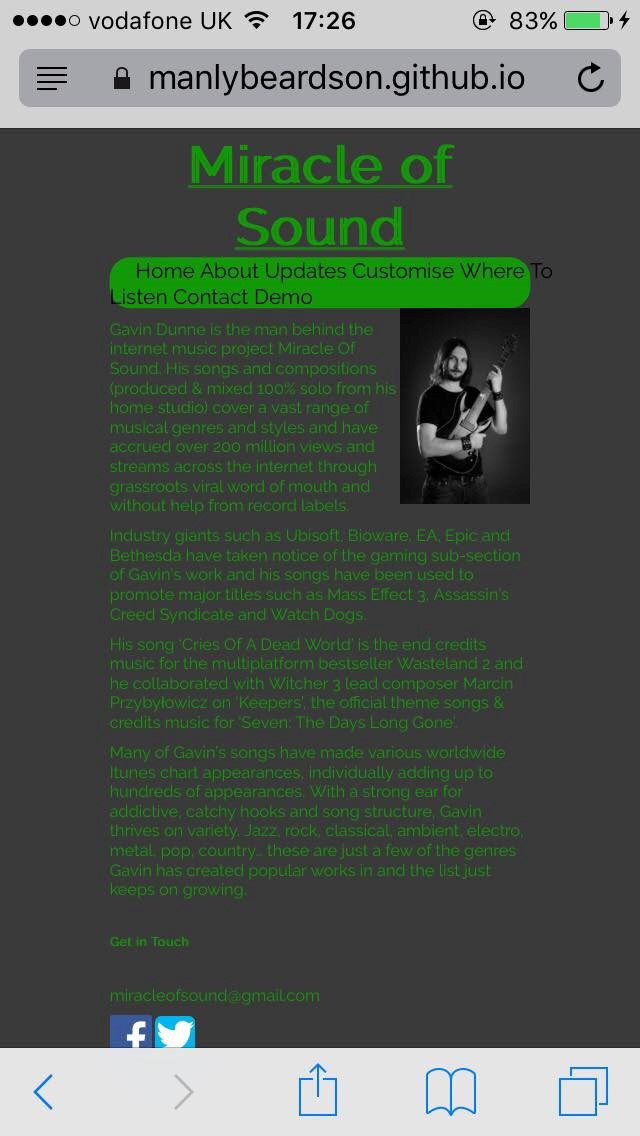 vodafone UK 17:26 83%
manlybeardson.github.io
Miracle of
Sound
Home About Updates Customise Where To
Listen Contact Demo
Gavin Dunne is the man behind the
internet music project Miracle Of
Sound. His songs and compositions
(produced & mixed 100% solo from his
home studio) cover a vast range of
musical genres and styles and have
accrued over 200 million views and
streams across the internet through
grassroots viral word of mouth and
without help from record labels.
Industry giants such as Ubisoft, Bioware, EA, Epic and
Bethesda have taken notice of the gaming sub-section
of Gavin's work and his songs have been used to
promote major titles such as Mass Effect 3, Assassin's
Creed Syndicate and Watch Dogs.
His song 'Cries Of A Dead World' is the end credits
music for the multiplatform bestseller Wasteland 2 and
he collaborated with Witcher 3 lead composer Marcin
Przybyłowicz on 'Keepers', the official theme songs &
credits music for 'Seven: The Days Long Gone'.
Many of Gavin's songs have made various worldwide
Itunes chart appearances, individually adding up to
hundreds of appearances. With a strong ear for
addictive, catchy hooks and song structure, Gavin
thrives on variety. Jazz, rock, classical, ambient, electro,
metal, pop, country... these are just a few of the genres
Gavin has created popular works in and the list just
keeps on growing.
Get in Touch
miracleofsound@gmail.com